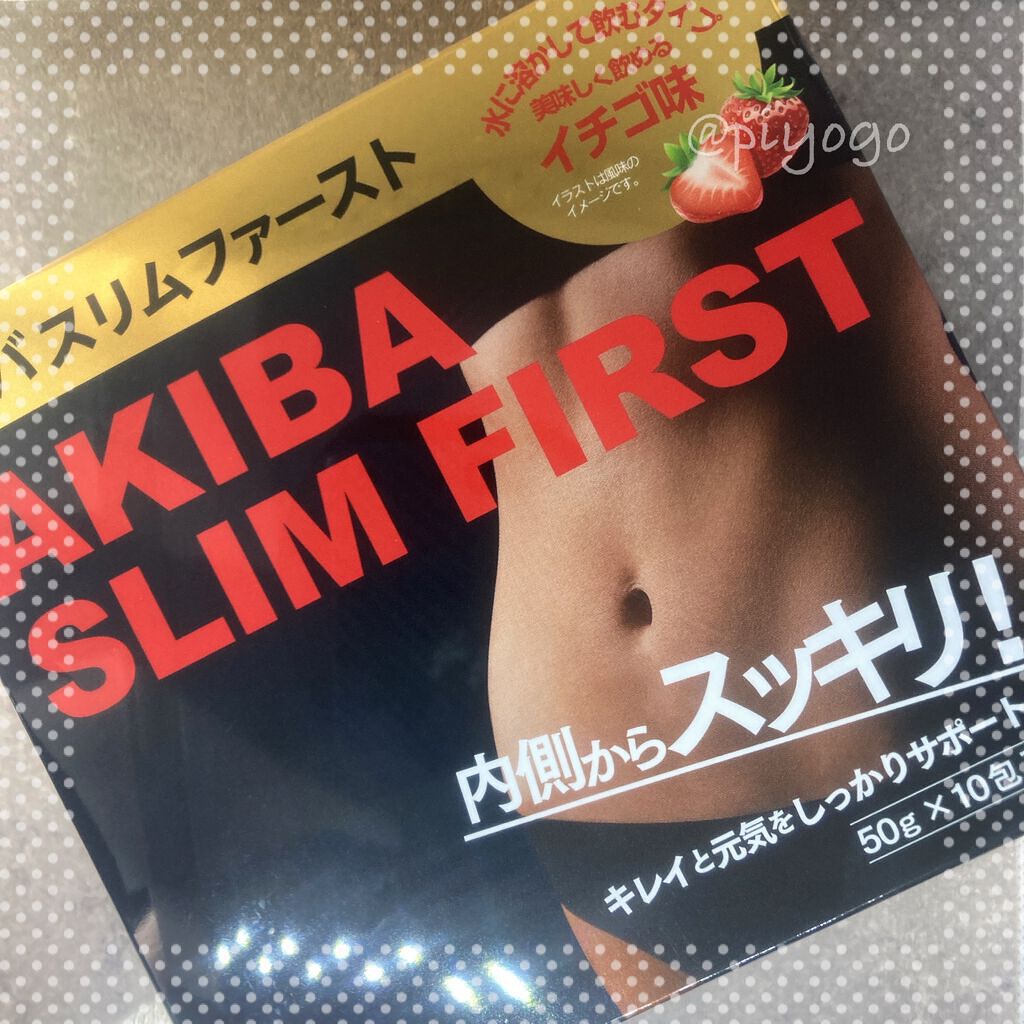 水に溶かして飲むタイプ
美味しく飲める
イチゴ味
イラストは風味の
イメージです。
@piyogo
バスリムファースト
AKIBA
SLIM FIRST
内側からスッキリ!
キレイと元気をしっかりサポート
50g × 10包